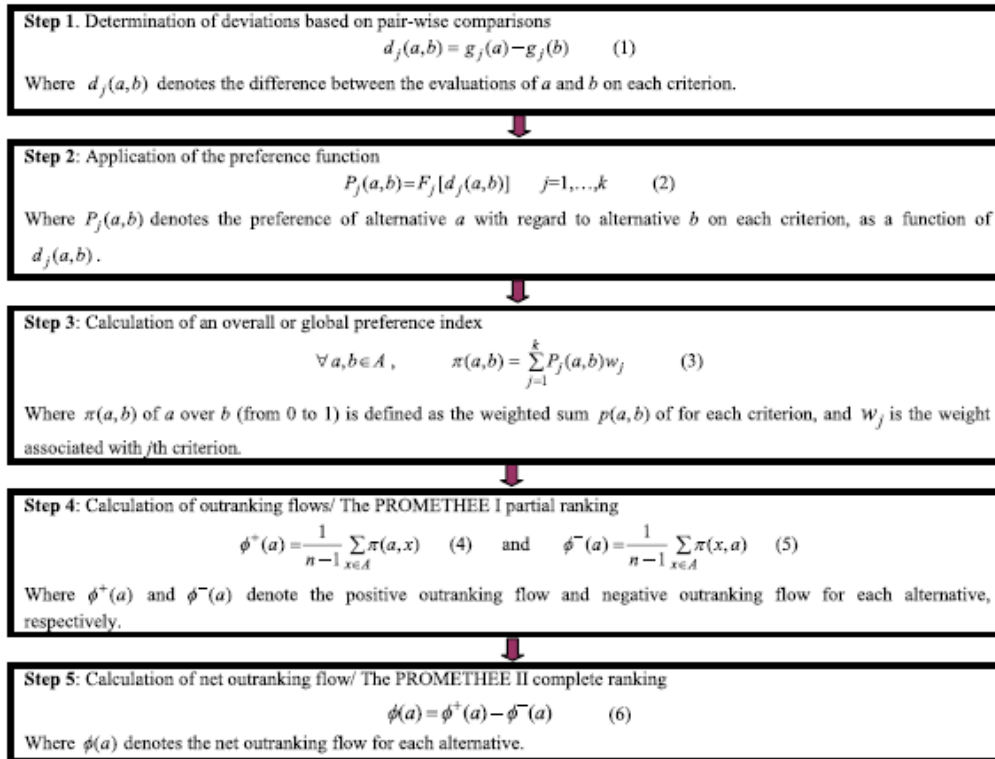 Step 1. Determination of deviations based on pair-wise comparisons
d_j(a,b) = g_j(a)−g_j(b) (1)
Where d_j(a,b) denotes the difference between the evaluations of a and b on each criterion.
Step 2: Application of the preference function
P_j(a,b)=F_j[d_j(a,b)] j=1,...,k (2)
Where P_j(a,b) denotes the preference of alternative a with regard to alternative b on each criterion, as a function of
d_j(a,b).
Step 3: Calculation of an overall or global preference index
∀ a,b∈A, π(a,b) = ∑_{j=1}^{k} P_j(a,b)w_j (3)
Where π(a,b) of a over b (from 0 to 1) is defined as the weighted sum p(a,b) of for each criterion, and w_j is the weight
associated with jth criterion.
Step 4: Calculation of outranking flows/ The PROMETHEE I partial ranking
ϕ⁺(a) = 1/(n−1) ∑_{x∈A} π(a,x) (4) and ϕ⁻(a) = 1/(n−1) ∑_{x∈A} π(x,a) (5)
Where ϕ⁺(a) and ϕ⁻(a) denote the positive outranking flow and negative outranking flow for each alternative,
respectively.
Step 5: Calculation of net outranking flow/ The PROMETHEE II complete ranking
ϕ(a) = ϕ⁺(a) − ϕ⁻(a) (6)
Where ϕ(a) denotes the net outranking flow for each alternative.